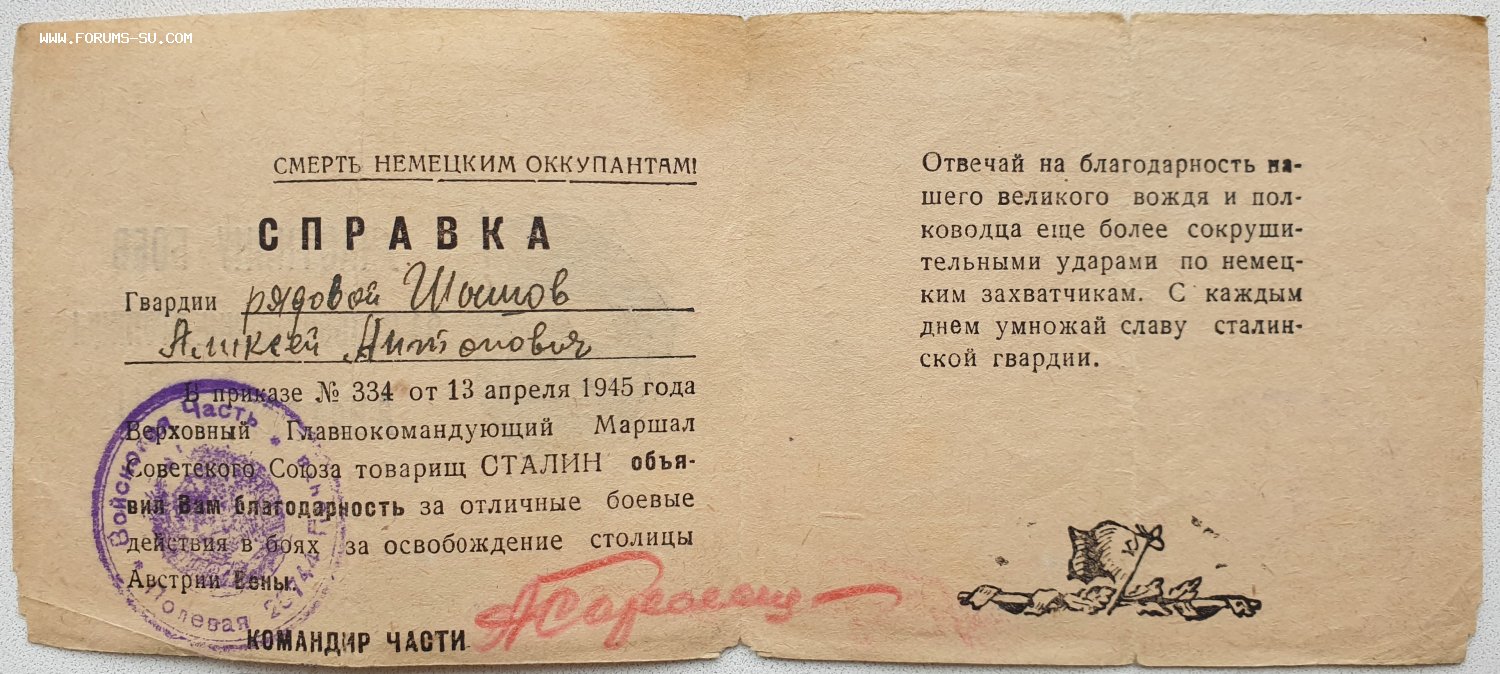 WWW.FORUMS-SU.COM
СМЕРТЬ НЕМЕЦКИМ ОККУПАНТАМ!
СПРАВКА
Гвардии рядовой
Алексей Антонович
В приказе № 334 от 13 апреля 1945 года
Верховный Главнокомандующий Маршал
Советского Союза товарищ СТАЛИН объя-
вил Вам благодарность за отличные боевые
действия в боях за освобождение столицы
Австрии Вены.
КОМАНДИР ЧАСТИ
Войсковая Часть
Полевая
Отвечай на благодарность на-
шего великого вождя и пол-
ководца еще более сокруши-
тельными ударами по немец-
ким захватчикам. С каждым
днем умножай славу сталин-
ской гвардии.